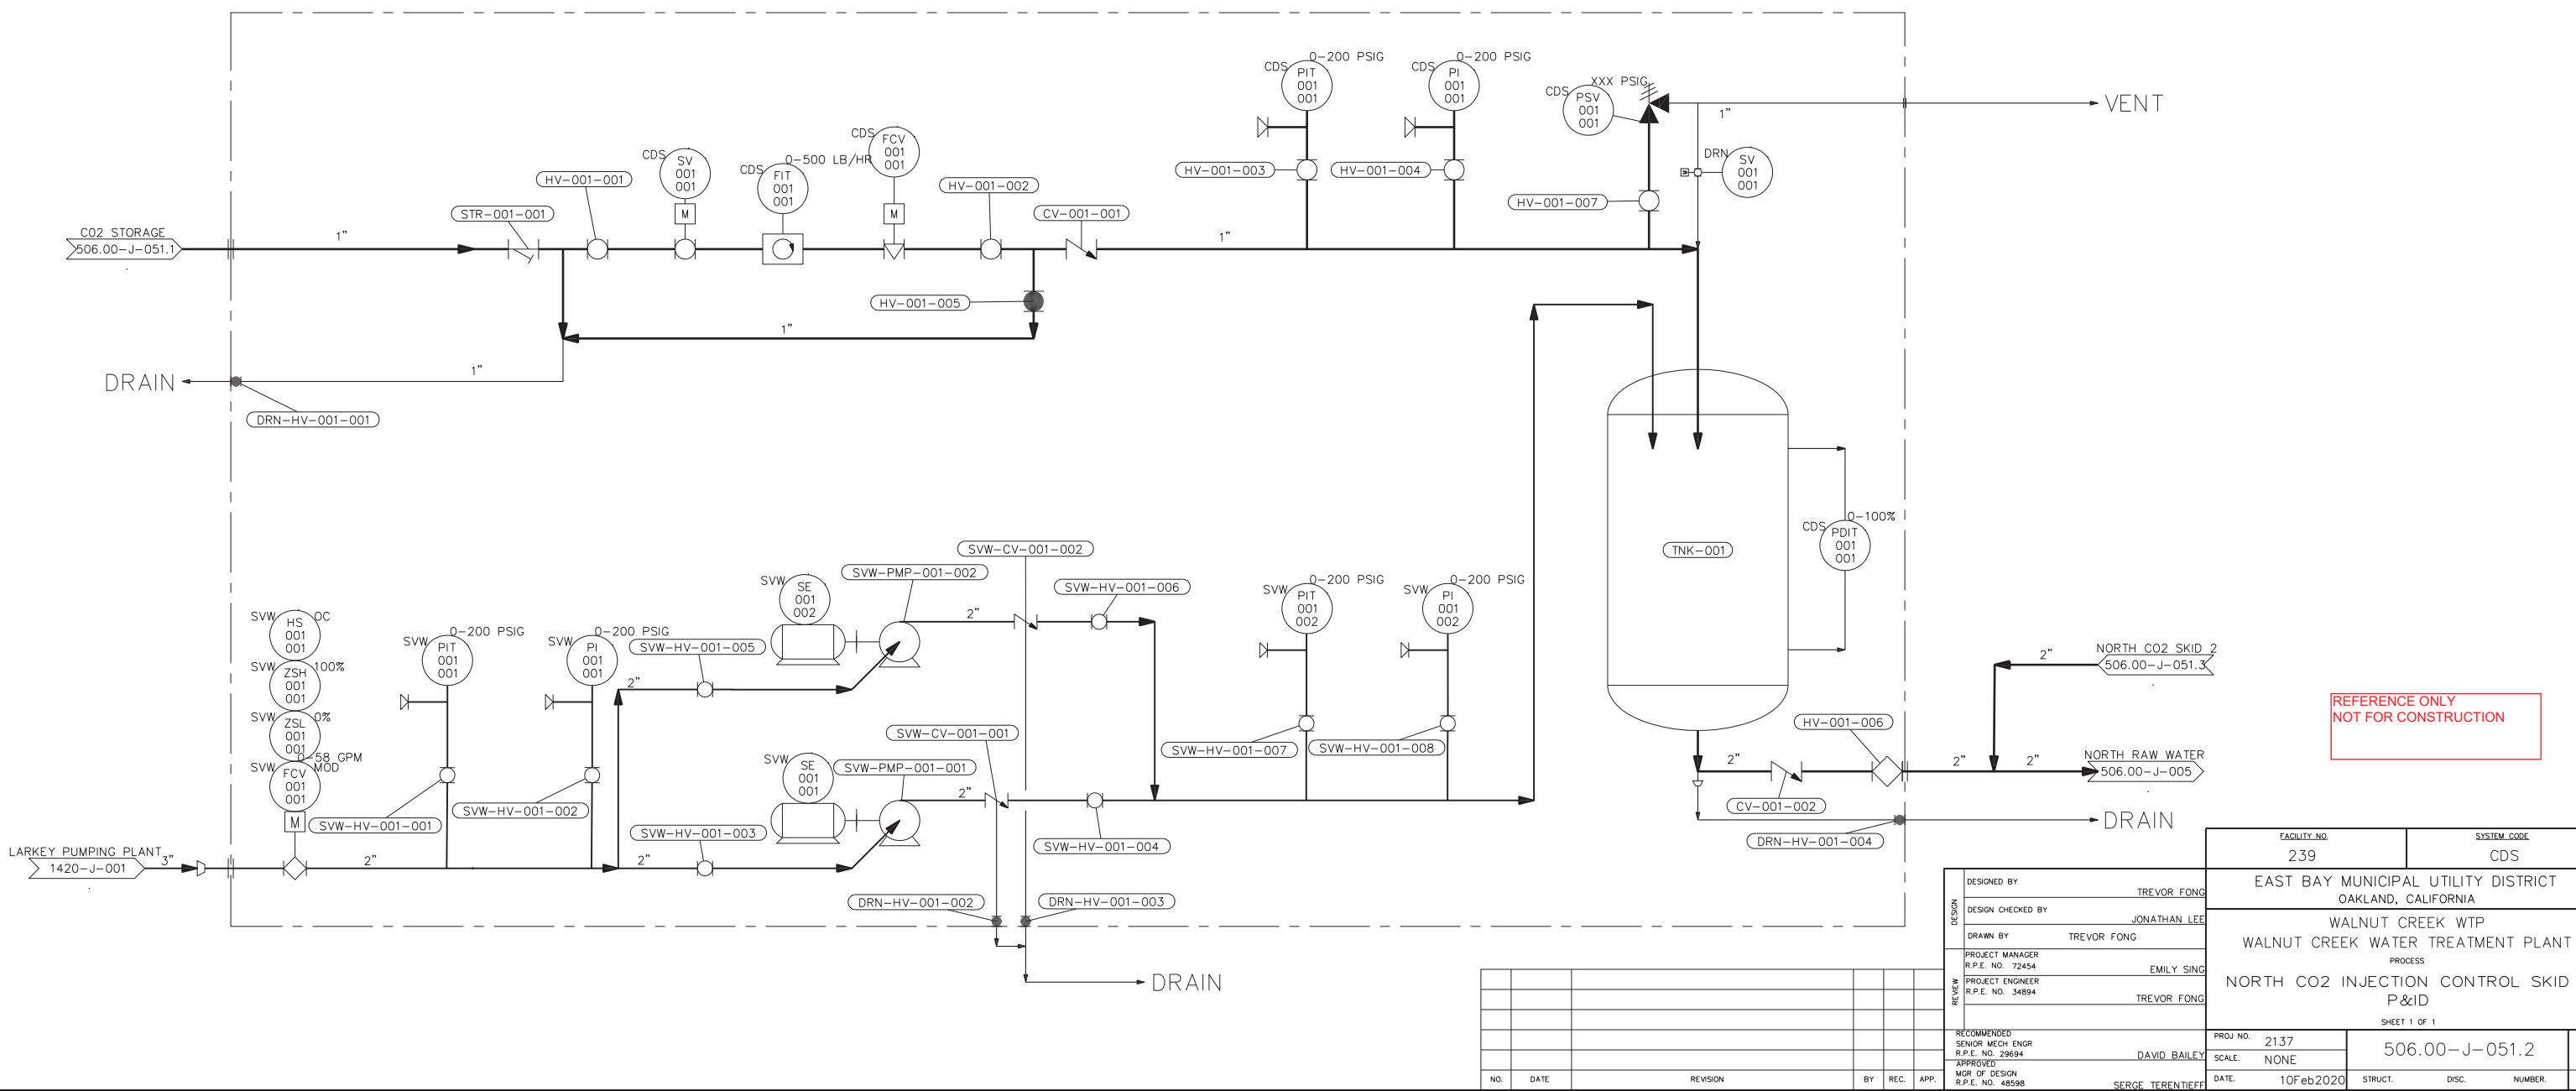 0-200 PSIG
CDS
PIT
001
001
0-200 PSIG
CDS
PI
001
001
XXX PSIG
CDS
PSV
001
001
VENT
1"
CDS
FCV
001
001
CDS
SV
001
001
0-500 LB/HR
CDS
FIT
001
001
DRN
SV
001
001
HV-001-001
HV-001-002
HV-001-003
HV-001-004
HV-001-007
STR-001-001
CV-001-001
CO2 STORAGE
506.00-J-051.1
1"
1"
HV-001-005
1"
DRAIN
1"
DRN-HV-001-001
TNK-001
0-100%
CDS
PDIT
001
001
SVW-CV-001-002
SVW
SE
001
002
SVW-PMP-001-002
SVW-HV-001-006
2"
0-200 PSIG
SVW
PIT
001
002
0-200 PSIG
SVW
PI
001
002
SVW
OC
HS
001
001
SVW
100%
ZSH
001
001
SVW
0%
ZSL
001
001
0-58 GPM
SVW
MOD
FCV
001
001
M
M
M
0-200 PSIG
SVW
PIT
001
001
0-200 PSIG
SVW
PI
001
001
SVW-HV-001-005
2"
NORTH CO2 SKID 2
506.00-J-051.3
2"
REFERENCE ONLY
NOT FOR CONSTRUCTION
SVW-CV-001-001
SVW
SE
001
001
SVW-PMP-001-001
2"
SVW-HV-001-007
SVW-HV-001-008
HV-001-006
2"
2"
2"
NORTH RAW WATER
506.00-J-005
CV-001-002
DRAIN
DRN-HV-001-004
SVW-HV-001-001
SVW-HV-001-002
SVW-HV-001-003
SVW-HV-001-004
LARKEY PUMPING PLANT
1420-J-001
3"
2"
2"
DRN-HV-001-002
DRN-HV-001-003
DRAIN
FACILITY NO.
239
SYSTEM CODE
CDS
DESIGN
DESIGNED BY
TREVOR FONG
DESIGN CHECKED BY
JONATHAN LEE
DRAWN BY
TREVOR FONG
REVIEW
PROJECT MANAGER
R.P.E. NO. 72454
EMILY SING
PROJECT ENGINEER
R.P.E. NO. 34894
TREVOR FONG
RECOMMENDED
SENIOR MECH ENGR
R.P.E. NO. 29694
DAVID BAILEY
APPROVED
MGR OF DESIGN
R.P.E. NO. 48598
SERGE TERENTIEFF
EAST BAY MUNICIPAL UTILITY DISTRICT
OAKLAND, CALIFORNIA
WALNUT CREEK WTP
WALNUT CREEK WATER TREATMENT PLANT
PROCESS
NORTH CO2 INJECTION CONTROL SKID
P&ID
SHEET 1 OF 1
PROJ NO. 2137
SCALE. NONE
DATE. 10Feb2020
506.00-J-051.2
STRUCT. DISC. NUMBER.
NO. DATE REVISION BY REC. APP.